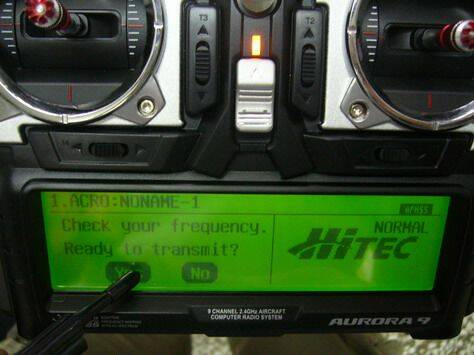 T3
T2
1.ACRO:NONAME-1
Check your frequency.
NORMAL
Ready to transmit?
HiTEC
Yes
No
9 CHANNEL 2.4GHz AIRCRAFT
COMPUTER RADIO SYSTEM
AURORA 9